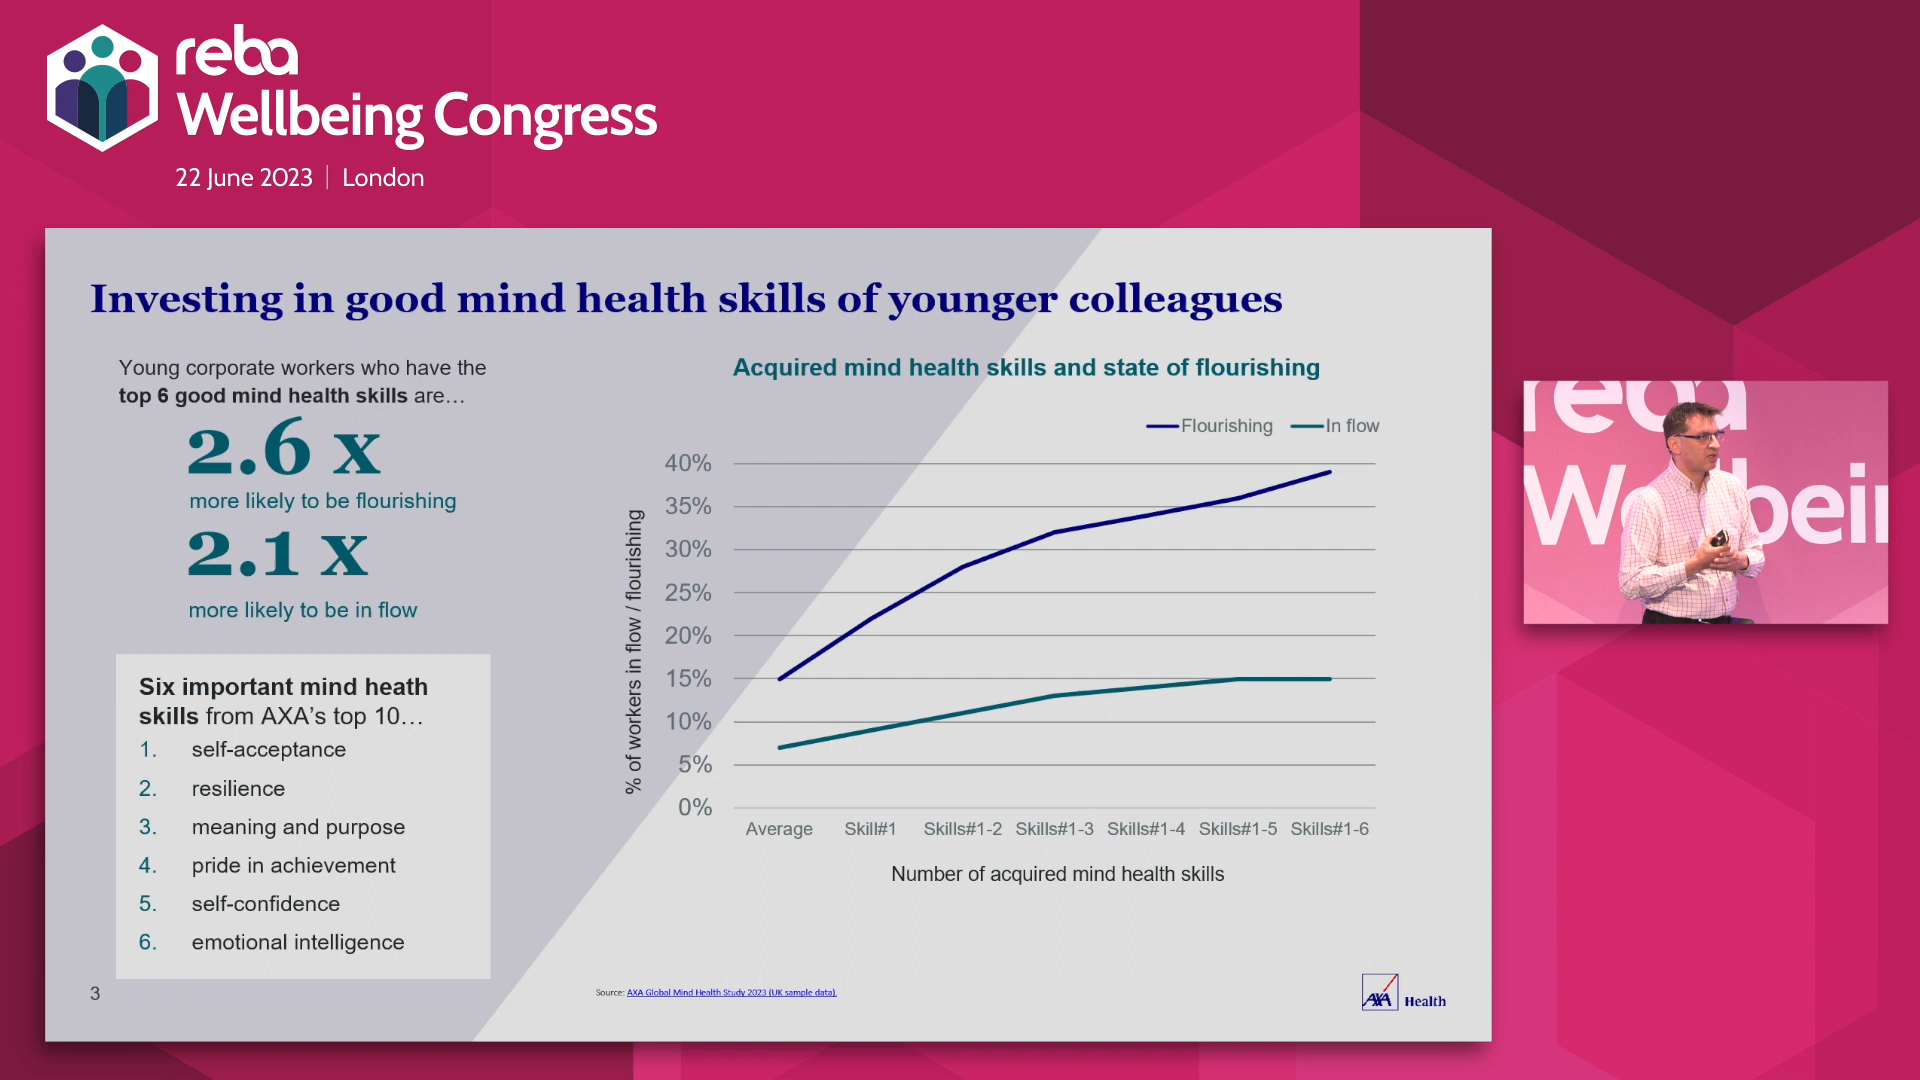 reba
Wellbeing Congress
22 June 2023 | London
Investing in good mind health skills of younger colleagues
Young corporate workers who have the
top 6 good mind health skills are…
2.6 x
more likely to be flourishing
2.1 x
more likely to be in flow
Six important mind heath
skills from AXA’s top 10…
1. self-acceptance
2. resilience
3. meaning and purpose
4. pride in achievement
5. self-confidence
6. emotional intelligence
3
Acquired mind health skills and state of flourishing
Flourishing In flow
% of workers in flow / flourishing
40%
35%
30%
25%
20%
15%
10%
5%
0%
Average Skill#1 Skills#1-2 Skills#1-3 Skills#1-4 Skills#1-5 Skills#1-6
Number of acquired mind health skills
Source: AXA Global Mind Health Study 2023 (UK sample data).
AXA Health
reba